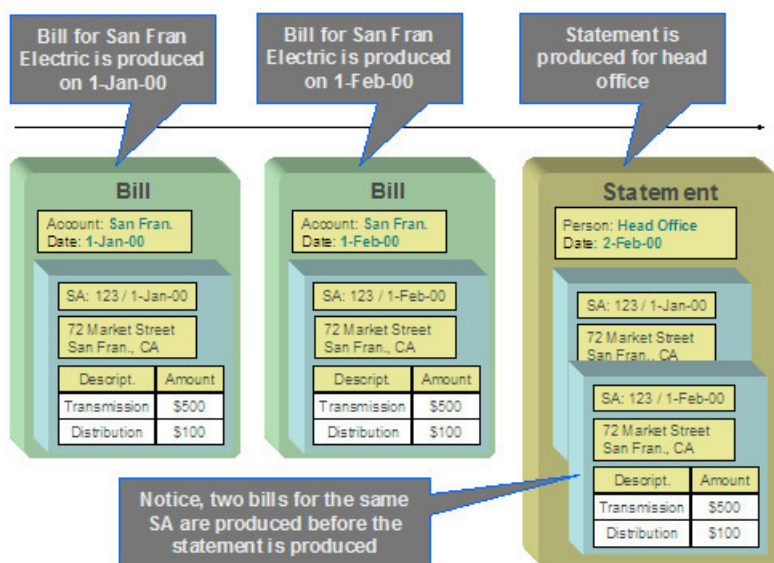 Bill for San Fran
Electric is produced
on 1-Jan-00
Bill for San Fran
Electric is produced
on 1-Feb-00
Statement is
produced for head
office
Bill
Account: San Fran.
Date: 1-Jan-00
SA: 123 / 1-Jan-00
72 Market Street
San Fran., CA
Descript. Amount
Transmission $500
Distribution $100
Bill
Account: San Fran.
Date: 1-Feb-00
SA: 123 / 1-Feb-00
72 Market Street
San Fran., CA
Descript. Amount
Transmission $500
Distribution $100
Statement
Person: Head Office
Date: 2-Feb-00
SA: 123 / 1-Jan-00
72 Market Street
San Fran., CA
SA: 123 / 1-Feb-00
72 Market Street
San Fran., CA
Descript. Amount
Transmission $500
Distribution $100
Notice, two bills for the same
SA are produced before the
statement is produced